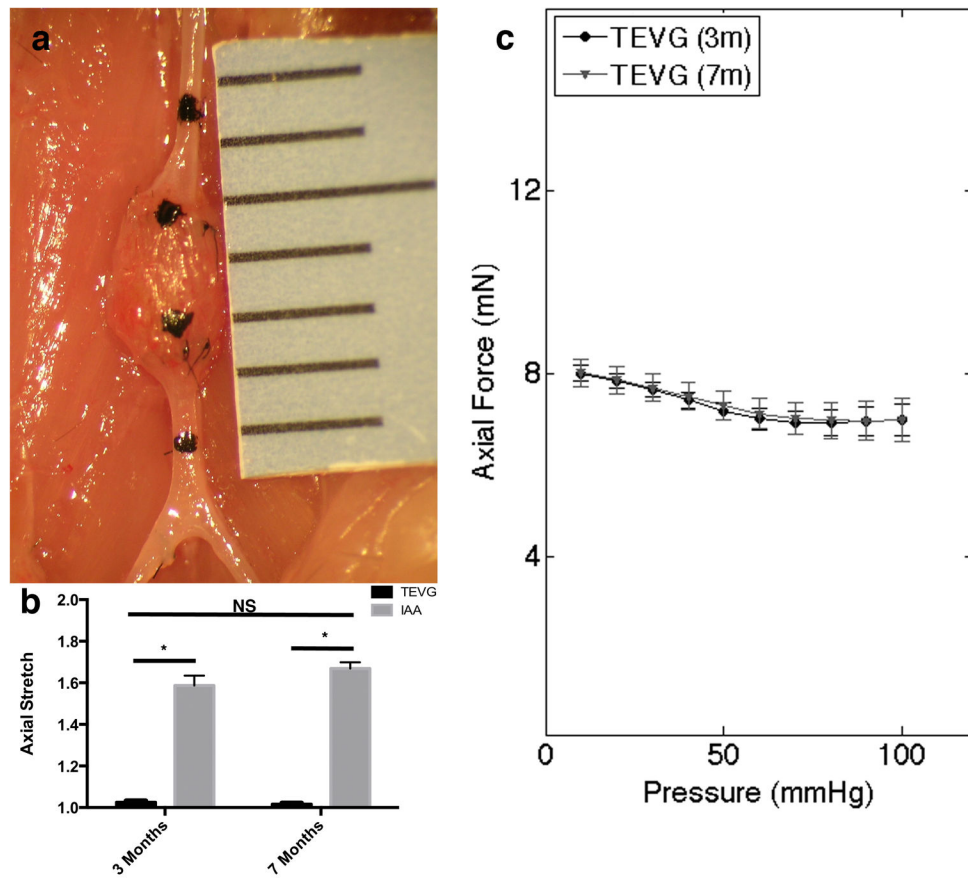 a
b
TEVG
IAA
NS
*
*
2.0
1.8
1.6
1.4
1.2
1.0
Axial Stretch
3 Months
7 Months
c
TEVG (3m)
TEVG (7m)
12
8
4
0
50
100
Axial Force (mN)
Pressure (mmHg)